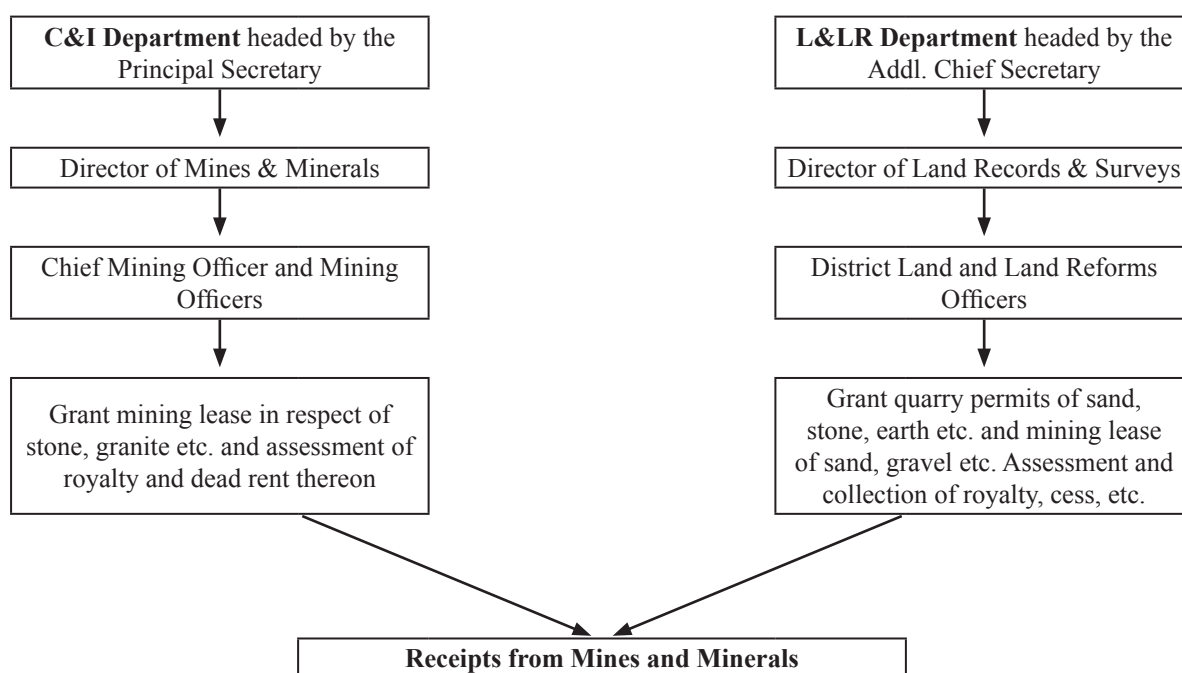 C&I Department headed by the
Principal Secretary
Director of Mines & Minerals
Chief Mining Officer and Mining
Officers
Grant mining lease in respect of
stone, granite etc. and assessment of
royalty and dead rent thereon
L&LR Department headed by the
Addl. Chief Secretary
Director of Land Records & Surveys
District Land and Land Reforms
Officers
Grant quarry permits of sand,
stone, earth etc. and mining lease
of sand, gravel etc. Assessment and
collection of royalty, cess, etc.
Receipts from Mines and Minerals